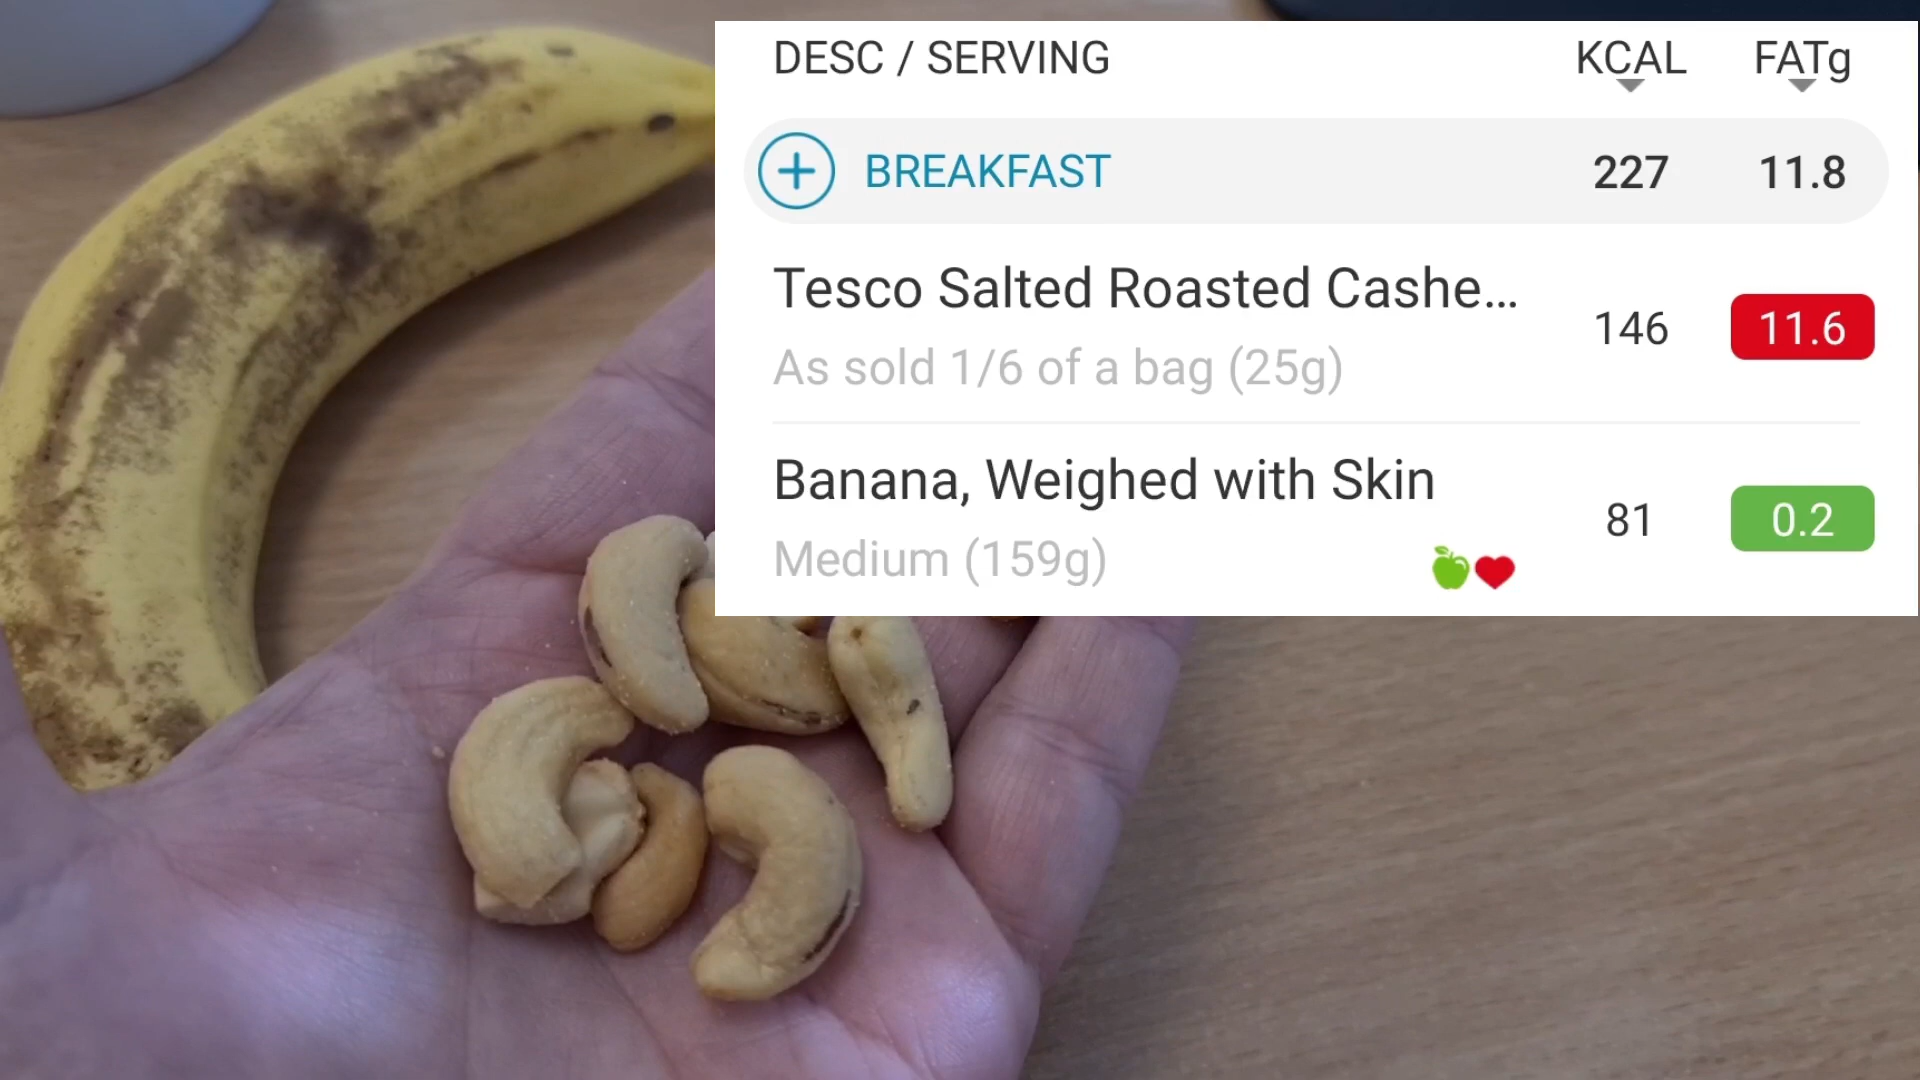 DESC / SERVING KCAL FATg
BREAKFAST 227 11.8
Tesco Salted Roasted Cashe... 146 11.6
As sold 1/6 of a bag (25g)
Banana, Weighed with Skin 81 0.2
Medium (159g)